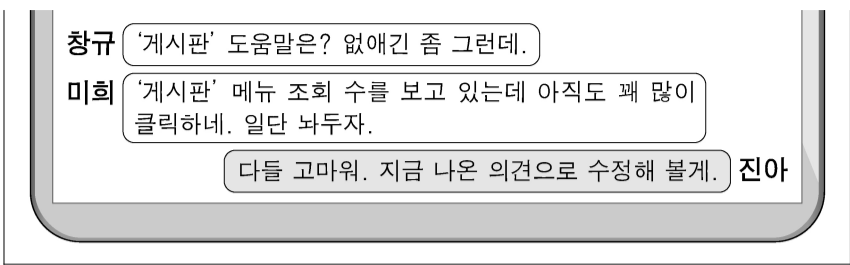 창규 ‘게시판’ 도움말은? 없애긴 좀 그런데.
미희 ‘게시판’ 메뉴 조회 수를 보고 있는데 아직도 꽤 많이
클릭하네. 일단 놔두자.
다들 고마워. 지금 나온 의견으로 수정해 볼게. 진아